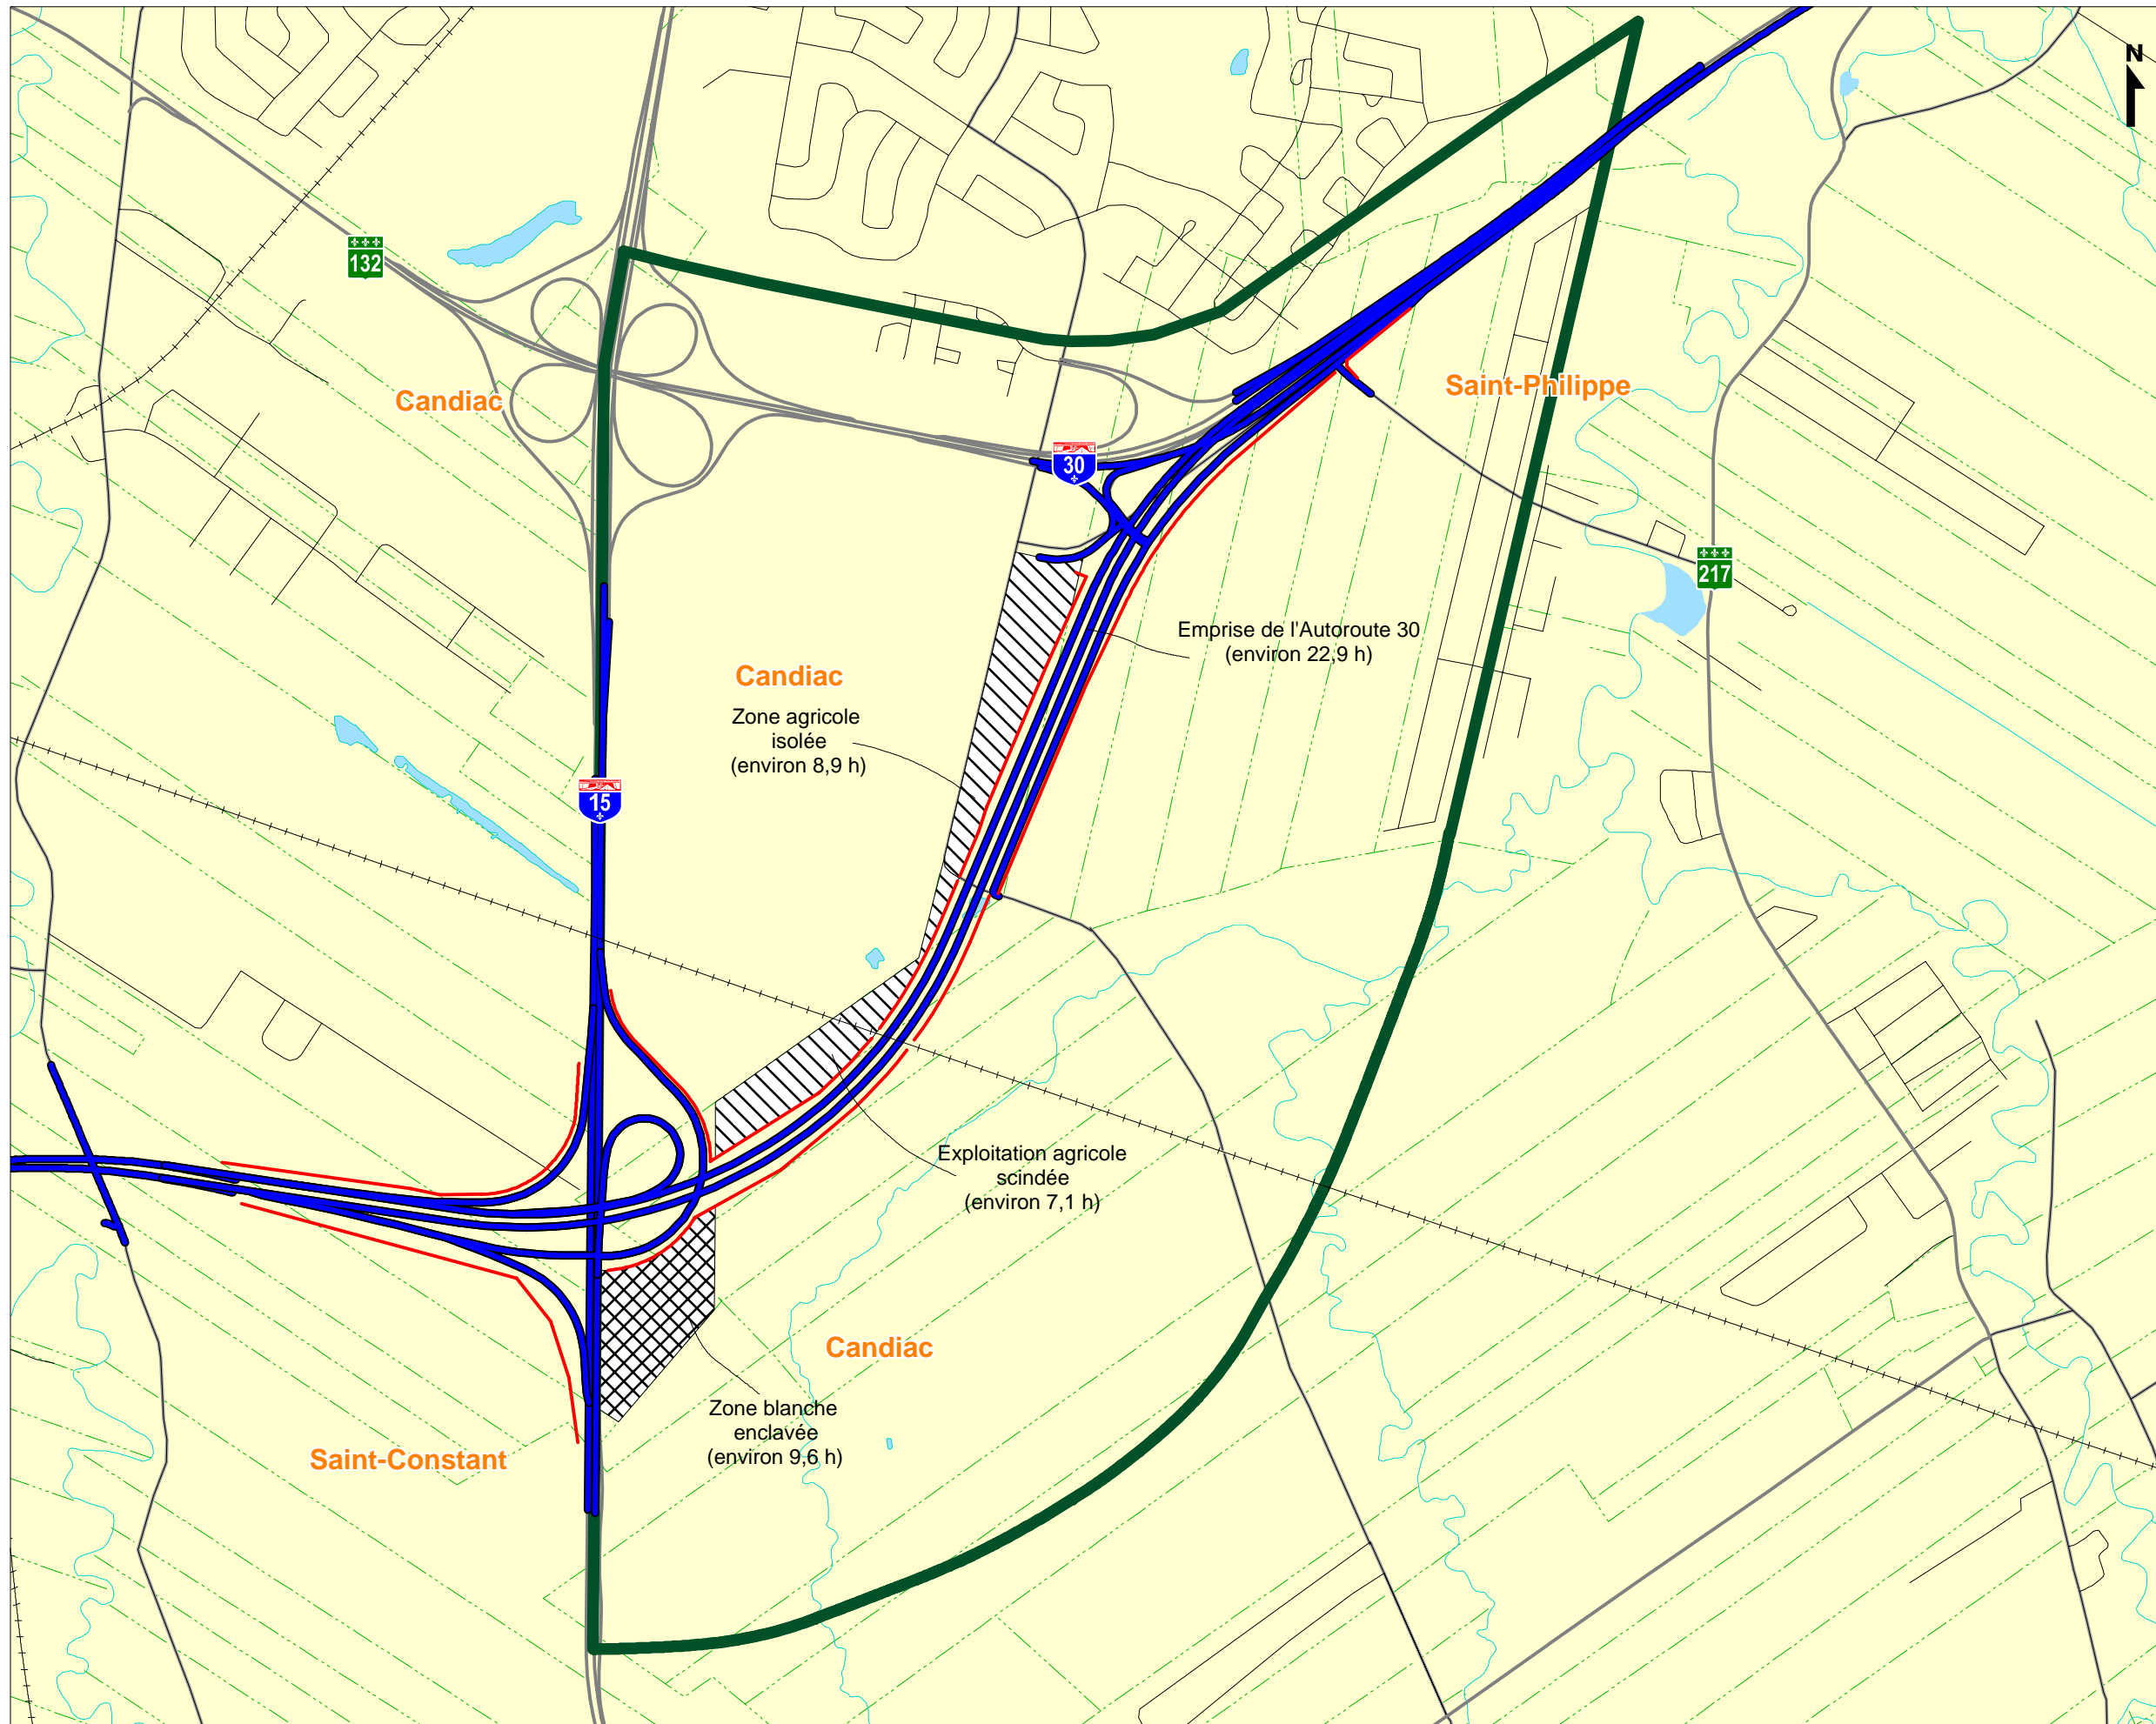 N
132
Candiac
Saint-Philippe
30
217
Emprise de l'Autoroute 30
(environ 22,9 h)
Candiac
Zone agricole
isolée
(environ 8,9 h)
15
Exploitation agricole
scindée
(environ 7,1 h)
Candiac
Zone blanche
enclavée
(environ 9,6 h)
Saint-Constant